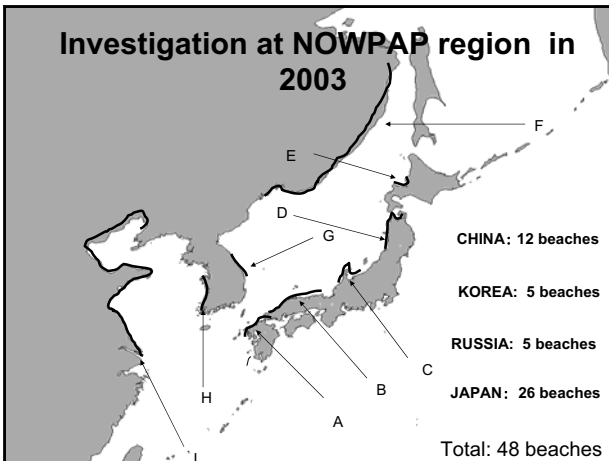 Investigation at NOWPAP region in
2003
F
E
D
G
CHINA： 12 beaches
KOREA: 5 beaches
RUSSIA: 5 beaches
C
B
H
JAPAN： 26 beaches
A
Total: 48 beaches